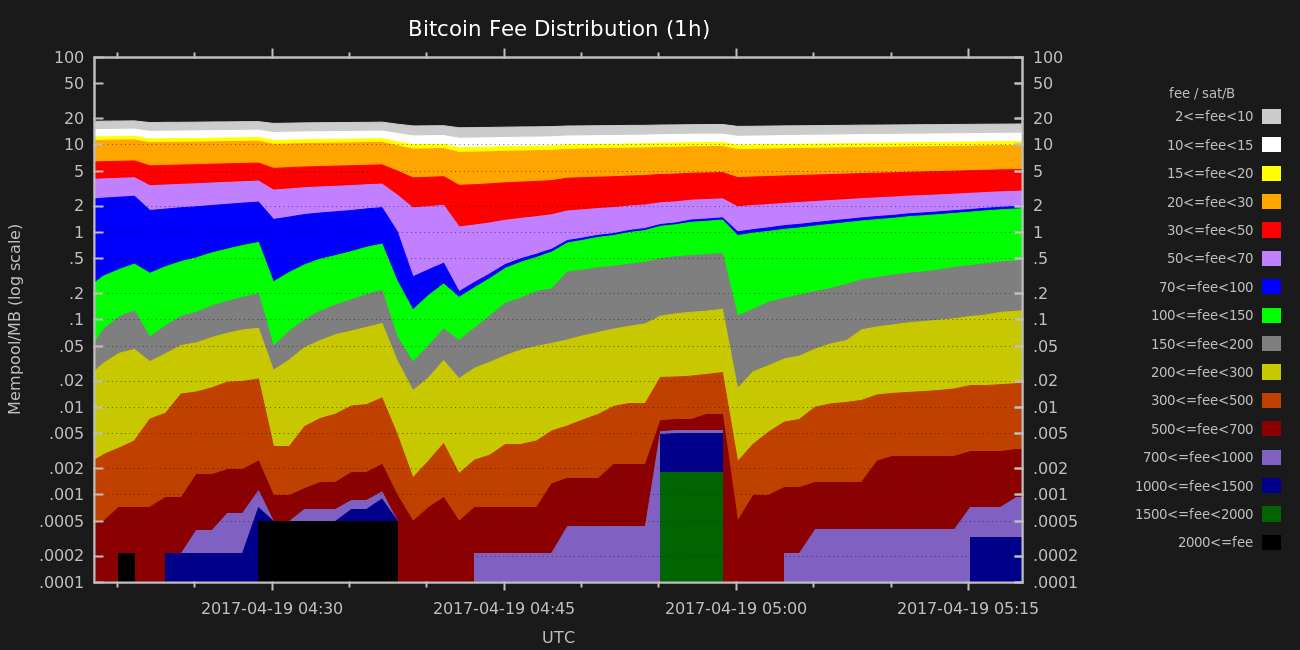 Bitcoin Fee Distribution (1h)
100 100
50 50
20 20
10 10
5 5
2 2
1 1
.5 .5
.2 .2
.1 .1
.05 .05
.02 .02
.01 .01
.005 .005
.002 .002
.001 .001
.0005 .0005
.0002 .0002
.0001 .0001
Mempool/MB (log scale)
2017-04-19 04:30 2017-04-19 04:45 2017-04-19 05:00 2017-04-19 05:15
UTC
fee / sat/B
2<=fee<10
10<=fee<15
15<=fee<20
20<=fee<30
30<=fee<50
50<=fee<70
70<=fee<100
100<=fee<150
150<=fee<200
200<=fee<300
300<=fee<500
500<=fee<700
700<=fee<1000
1000<=fee<1500
1500<=fee<2000
2000<=fee